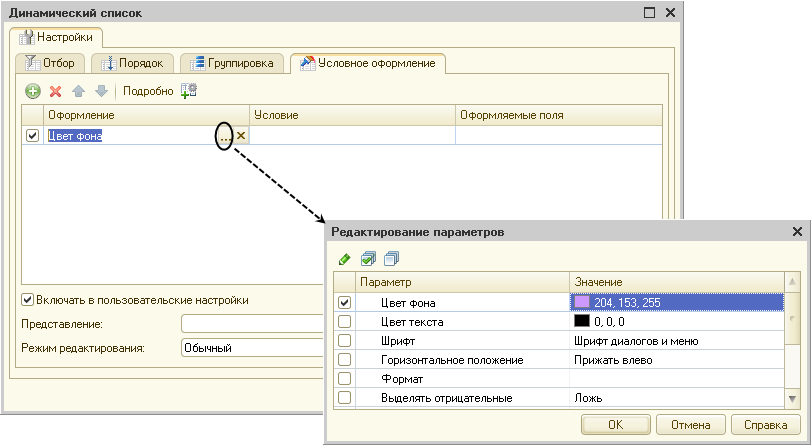 Динамический список
Настройки
Отбор
Порядок
Группировка
Условное оформление
Подробно
Оформление
Условие
Оформляемые поля
Цвет фона
...
Включать в пользовательские настройки
Представление:
Режим редактирования:
Обычный
Редактирование параметров
Параметр
Значение
Цвет фона
204, 153, 255
Цвет текста
0, 0, 0
Шрифт
Шрифт диалогов и меню
Горизонтальное положение
Прижать влево
Формат
Выделять отрицательные
Ложь
OK
Отмена
Справка